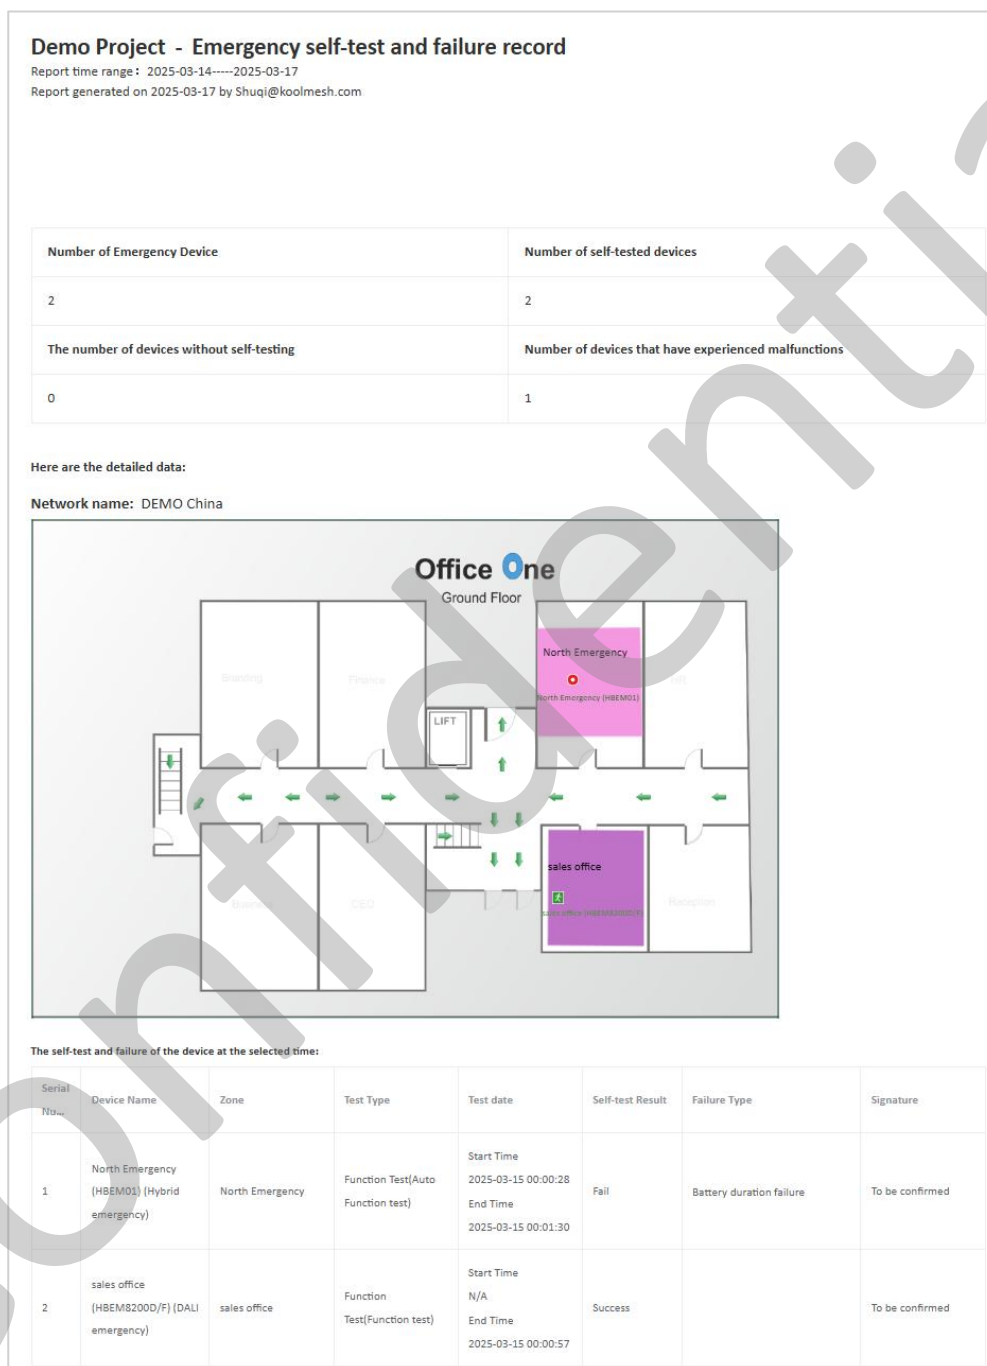 Demo Project - Emergency self-test and failure record
Report time range： 2025-03-14-----2025-03-17
Report generated on 2025-03-17 by Shuqi@koolmesh.com
Number of Emergency Device
Number of self-tested devices
2
2
The number of devices without self-testing
Number of devices that have experienced malfunctions
0
1
Here are the detailed data:
Network name: DEMO China
Office One
Ground Floor
North Emergency
Finance
HR
North Emergency (HBEM01)
LIFT
sales office
CEO
Reception
sales office (HBEM8200D/F)
The self-test and failure of the device at the selected time:
Serial Nu...
Device Name
Zone
Test Type
Test date
Self-test Result
Failure Type
Signature
1
North Emergency
(HBEM01) (Hybrid
emergency)
North Emergency
Function Test(Auto
Function test)
Start Time
2025-03-15 00:00:28
End Time
2025-03-15 00:01:30
Fail
Battery duration failure
To be confirmed
2
sales office
(HBEM8200D/F) (DALI
emergency)
sales office
Function
Test(Function test)
Start Time
N/A
End Time
2025-03-15 00:00:57
Success
To be confirmed